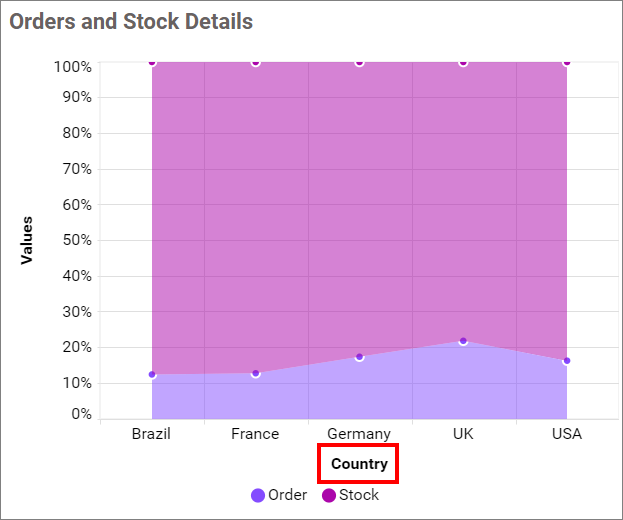 Orders and Stock Details
100%
90%
80%
70%
60%
50%
40%
30%
20%
10%
0%
Values
Brazil France Germany UK USA
Country
Order Stock